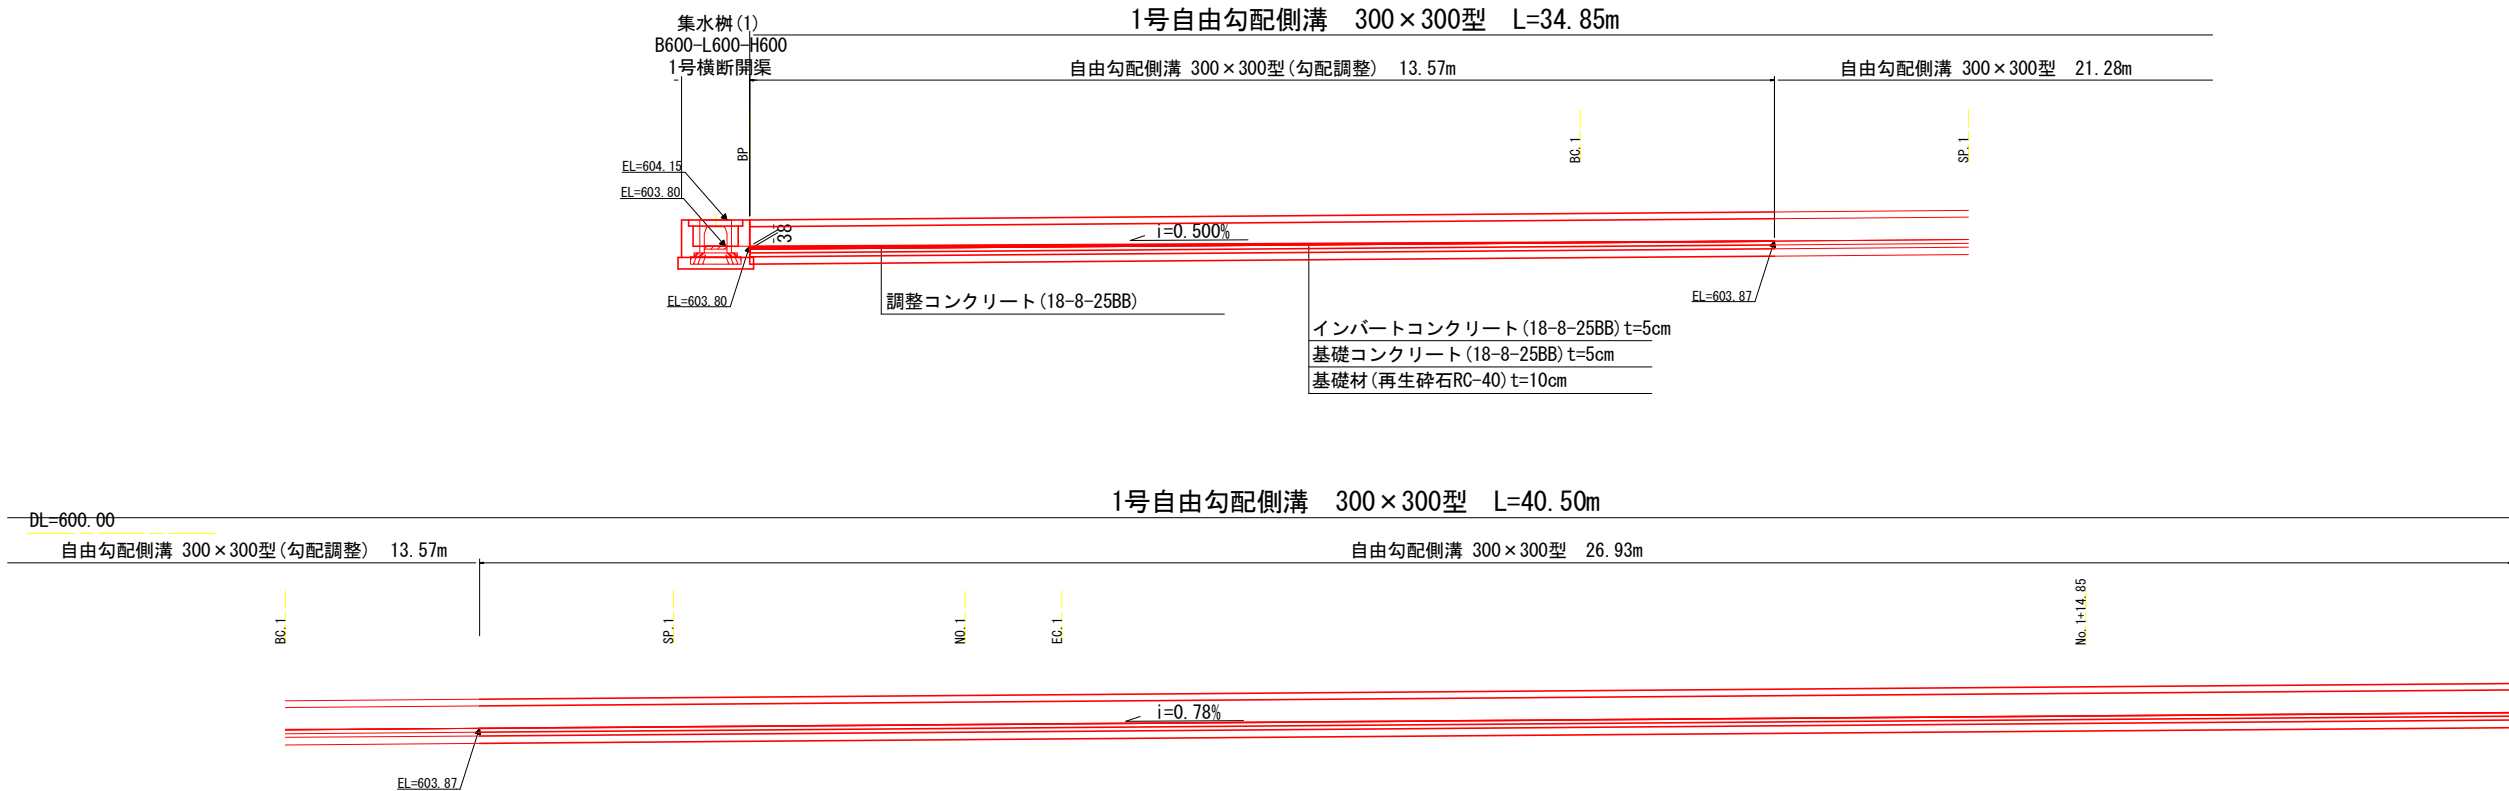 1号自由勾配側溝　300×300型　L=34.85m
集水桝(1)
B600-L600-H600
1号横断開渠
自由勾配側溝 300×300型(勾配調整)　13.57m
自由勾配側溝 300×300型　21.28m
BP
BC.1
SP.1
EL=604.15
EL=603.80
38
i=0.500%
EL=603.80
調整コンクリート(18-8-25BB)
EL=603.87
インバートコンクリート(18-8-25BB)t=5cm
基礎コンクリート(18-8-25BB)t=5cm
基礎材(再生砕石RC-40)t=10cm
1号自由勾配側溝　300×300型　L=40.50m
DL=600.00
自由勾配側溝 300×300型(勾配調整)　13.57m
自由勾配側溝 300×300型　26.93m
BC.1
SP.1
NO.1
EC.1
No.1+14.85
i=0.78%
EL=603.87